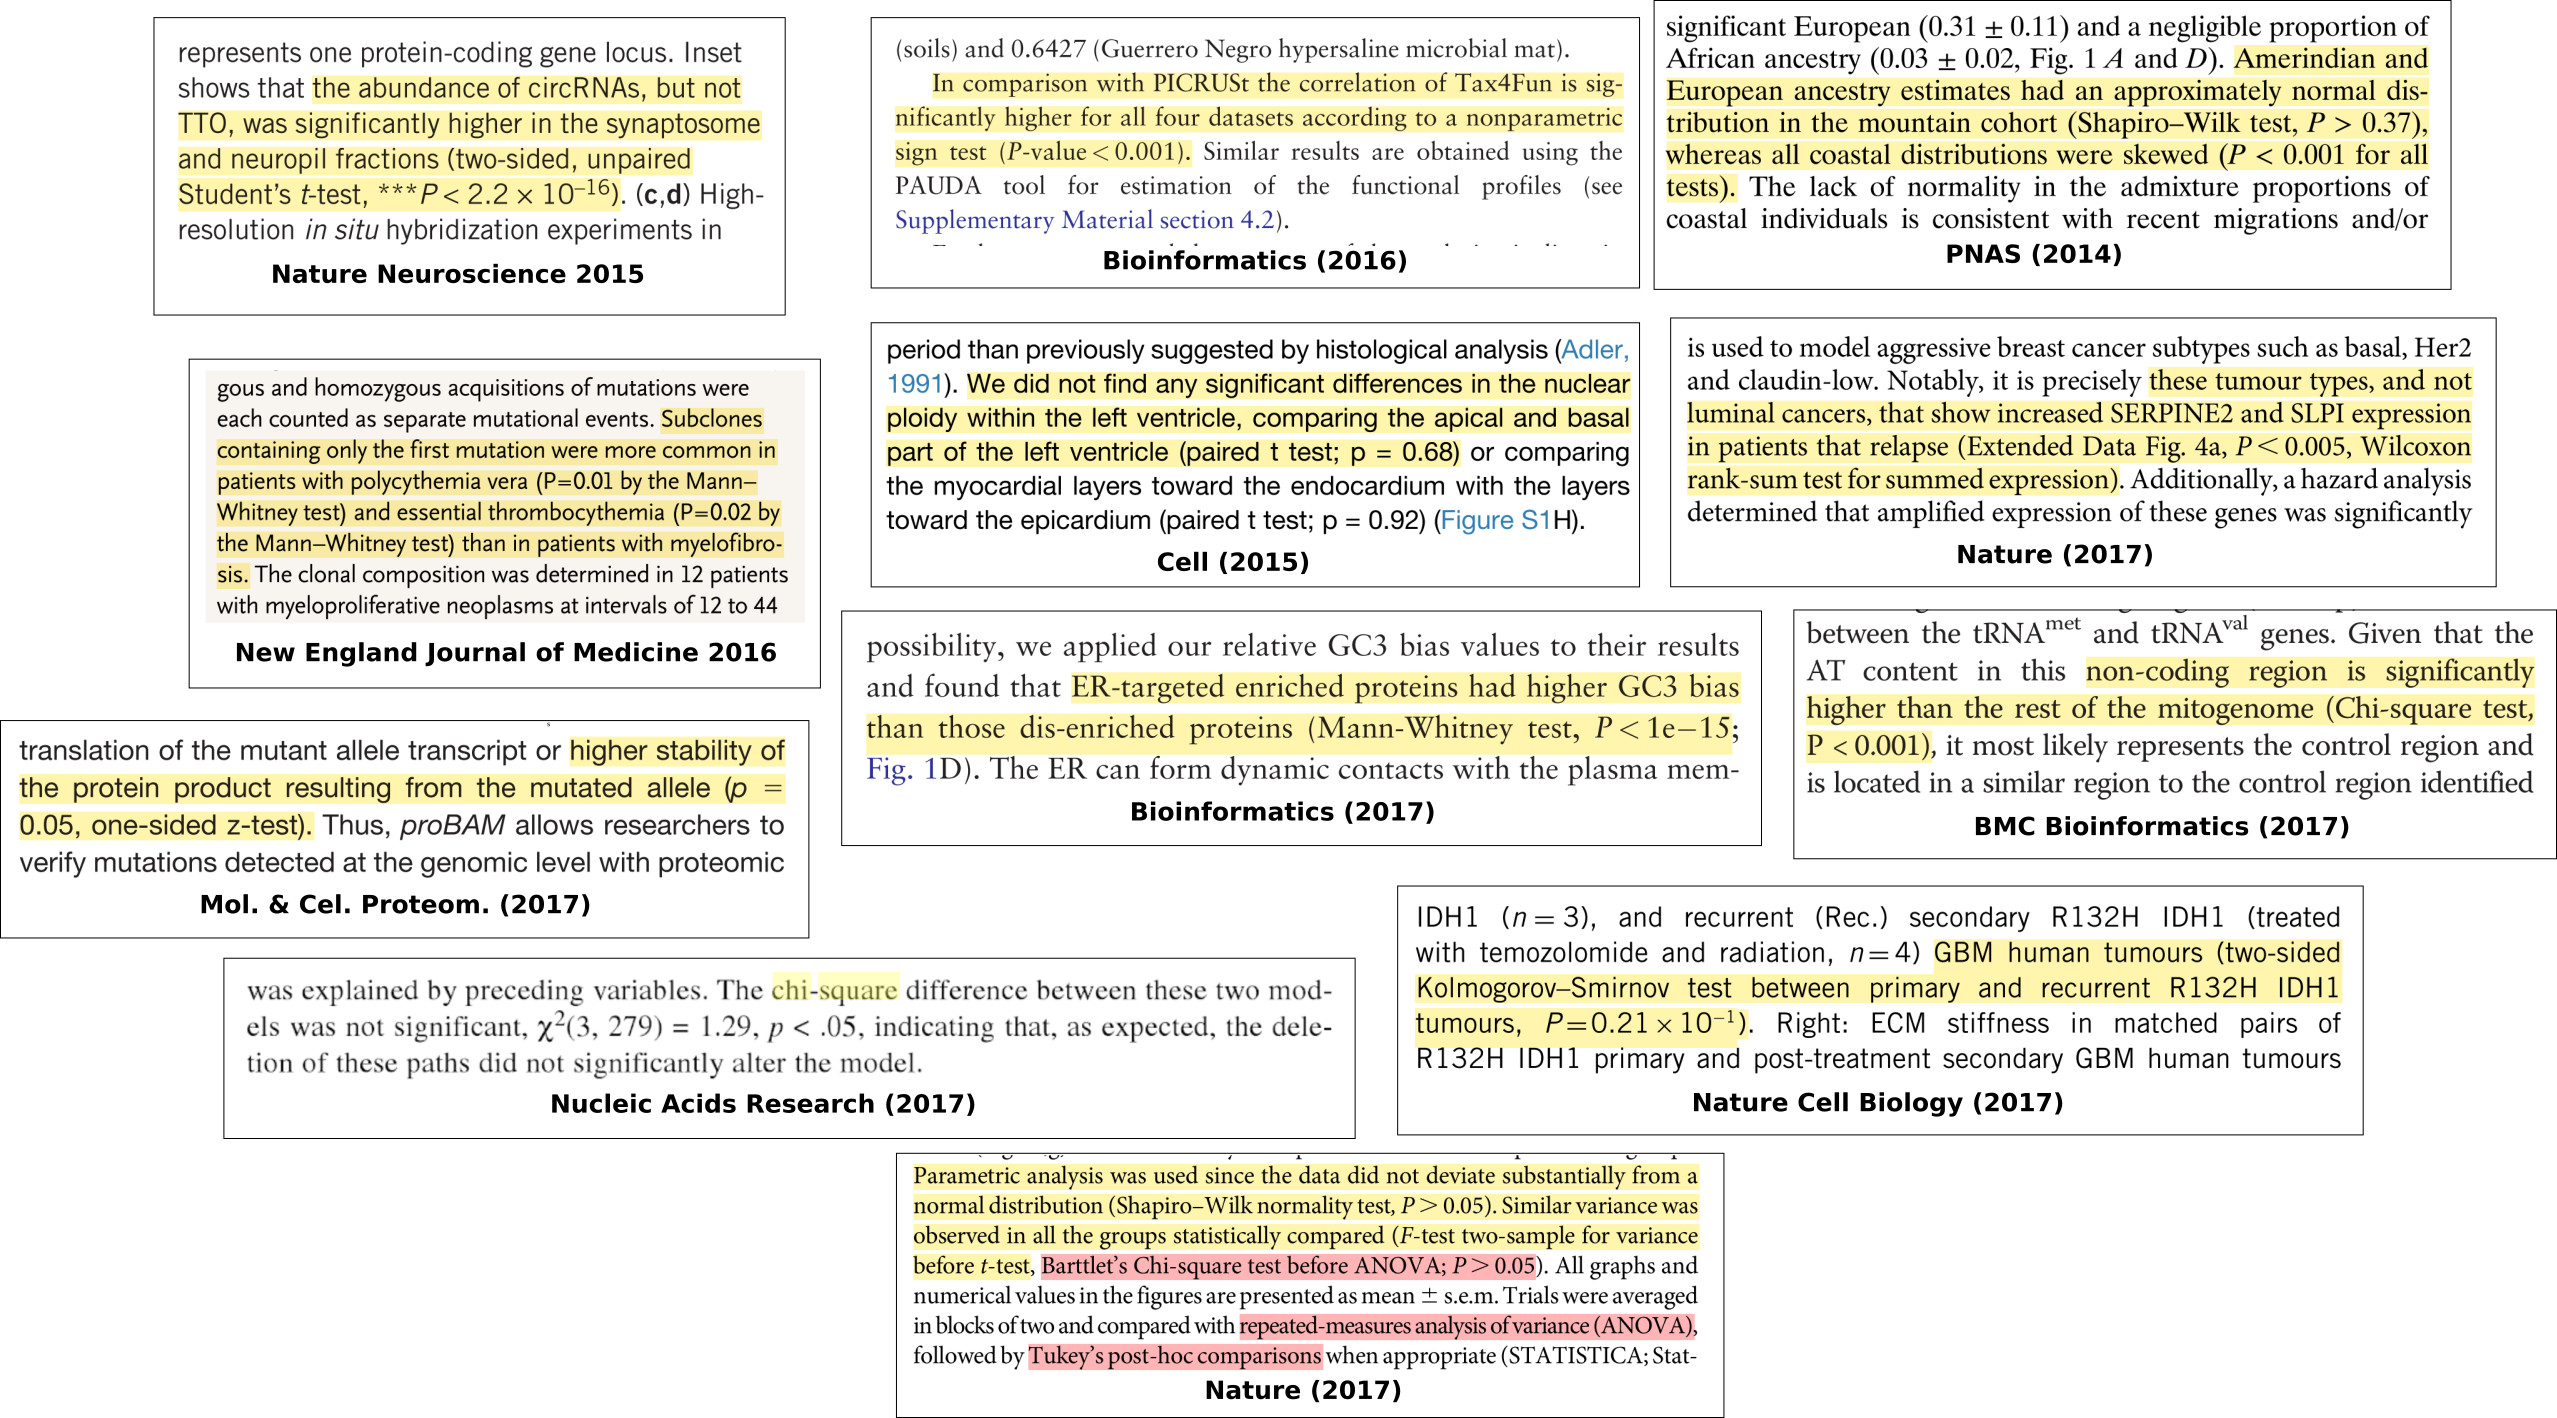 represents one protein-coding gene locus. Inset
shows that the abundance of circRNAs, but not
TTO, was significantly higher in the synaptosome
and neuropil fractions (two-sided, unpaired
Student's t-test, ***P < 2.2 × 10⁻¹⁶). (c,d) High-
resolution in situ hybridization experiments in
Nature Neuroscience 2015
(soils) and 0.6427 (Guerrero Negro hypersaline microbial mat).
In comparison with PICRUSt the correlation of Tax4Fun is sig-
nificantly higher for all four datasets according to a nonparametric
sign test (P-value < 0.001). Similar results are obtained using the
PAUDA tool for estimation of the functional profiles (see
Supplementary Material section 4.2).
Bioinformatics (2016)
significant European (0.31 ± 0.11) and a negligible proportion of
African ancestry (0.03 ± 0.02, Fig. 1 A and D). Amerindian and
European ancestry estimates had an approximately normal dis-
tribution in the mountain cohort (Shapiro–Wilk test, P > 0.37),
whereas all coastal distributions were skewed (P < 0.001 for all
tests). The lack of normality in the admixture proportions of
coastal individuals is consistent with recent migrations and/or
PNAS (2014)
gous and homozygous acquisitions of mutations were
each counted as separate mutational events. Subclones
containing only the first mutation were more common in
patients with polycythemia vera (P=0.01 by the Mann–
Whitney test) and essential thrombocythemia (P=0.02 by
the Mann–Whitney test) than in patients with myelofibro-
sis. The clonal composition was determined in 12 patients
with myeloproliferative neoplasms at intervals of 12 to 44
New England Journal of Medicine 2016
period than previously suggested by histological analysis (Adler,
1991). We did not find any significant differences in the nuclear
ploidy within the left ventricle, comparing the apical and basal
part of the left ventricle (paired t test; p = 0.68) or comparing
the myocardial layers toward the endocardium with the layers
toward the epicardium (paired t test; p = 0.92) (Figure S1H).
Cell (2015)
is used to model aggressive breast cancer subtypes such as basal, Her2
and claudin-low. Notably, it is precisely these tumour types, and not
luminal cancers, that show increased SERPINE2 and SLPI expression
in patients that relapse (Extended Data Fig. 4a, P < 0.005, Wilcoxon
rank-sum test for summed expression). Additionally, a hazard analysis
determined that amplified expression of these genes was significantly
Nature (2017)
translation of the mutant allele transcript or higher stability of
the protein product resulting from the mutated allele (p =
0.05, one-sided z-test). Thus, proBAM allows researchers to
verify mutations detected at the genomic level with proteomic
Mol. & Cel. Proteom. (2017)
possibility, we applied our relative GC3 bias values to their results
and found that ER-targeted enriched proteins had higher GC3 bias
than those dis-enriched proteins (Mann-Whitney test, P < 1e−15;
Fig. 1D). The ER can form dynamic contacts with the plasma mem-
Bioinformatics (2017)
between the tRNAᵐᵉᵗ and tRNAᵛᵃˡ genes. Given that the
AT content in this non-coding region is significantly
higher than the rest of the mitogenome (Chi-square test,
P < 0.001), it most likely represents the control region and
is located in a similar region to the control region identified
BMC Bioinformatics (2017)
was explained by preceding variables. The chi-square difference between these two mod-
els was not significant, χ²(3, 279) = 1.29, p < .05, indicating that, as expected, the dele-
tion of these paths did not significantly alter the model.
Nucleic Acids Research (2017)
IDH1 (n = 3), and recurrent (Rec.) secondary R132H IDH1 (treated
with temozolomide and radiation, n = 4) GBM human tumours (two-sided
Kolmogorov–Smirnov test between primary and recurrent R132H IDH1
tumours, P = 0.21 × 10⁻¹). Right: ECM stiffness in matched pairs of
R132H IDH1 primary and post-treatment secondary GBM human tumours
Nature Cell Biology (2017)
Parametric analysis was used since the data did not deviate substantially from a
normal distribution (Shapiro–Wilk normality test, P > 0.05). Similar variance was
observed in all the groups statistically compared (F-test two-sample for variance
before t-test, Barttlet's Chi-square test before ANOVA; P > 0.05). All graphs and
numerical values in the figures are presented as mean ± s.e.m. Trials were averaged
in blocks of two and compared with repeated-measures analysis of variance (ANOVA),
followed by Tukey's post-hoc comparisons when appropriate (STATISTICA; Stat-
Nature (2017)